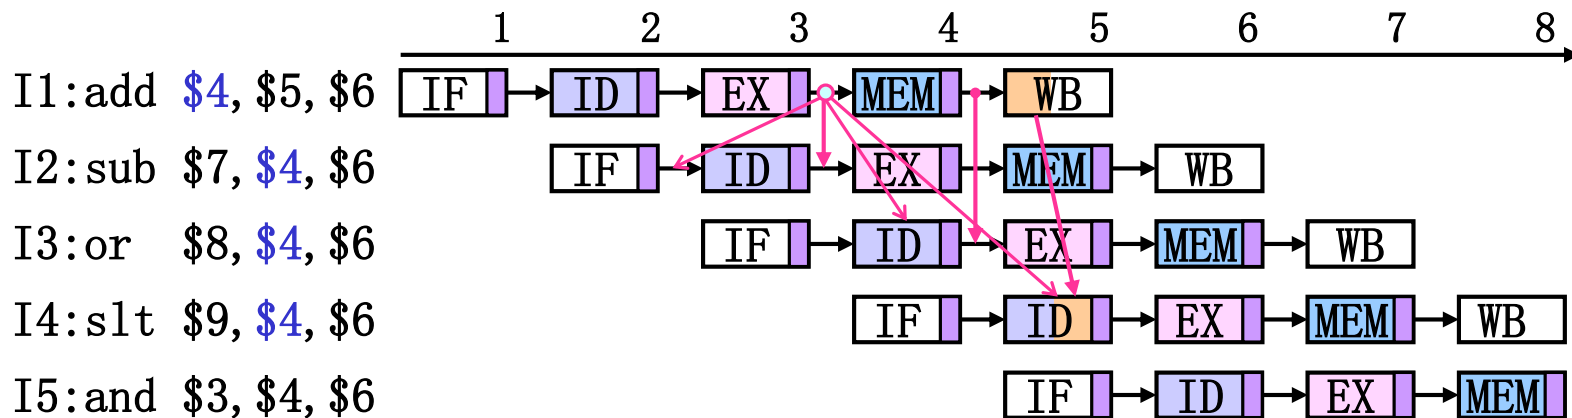 1 2 3 4 5 6 7 8
I1:add $4,$5,$6 IF ID EX MEM WB
I2:sub $7,$4,$6 IF ID EX MEM WB
I3:or $8,$4,$6 IF ID EX MEM WB
I4:slt $9,$4,$6 IF ID EX MEM WB
I5:and $3,$4,$6 IF ID EX MEM